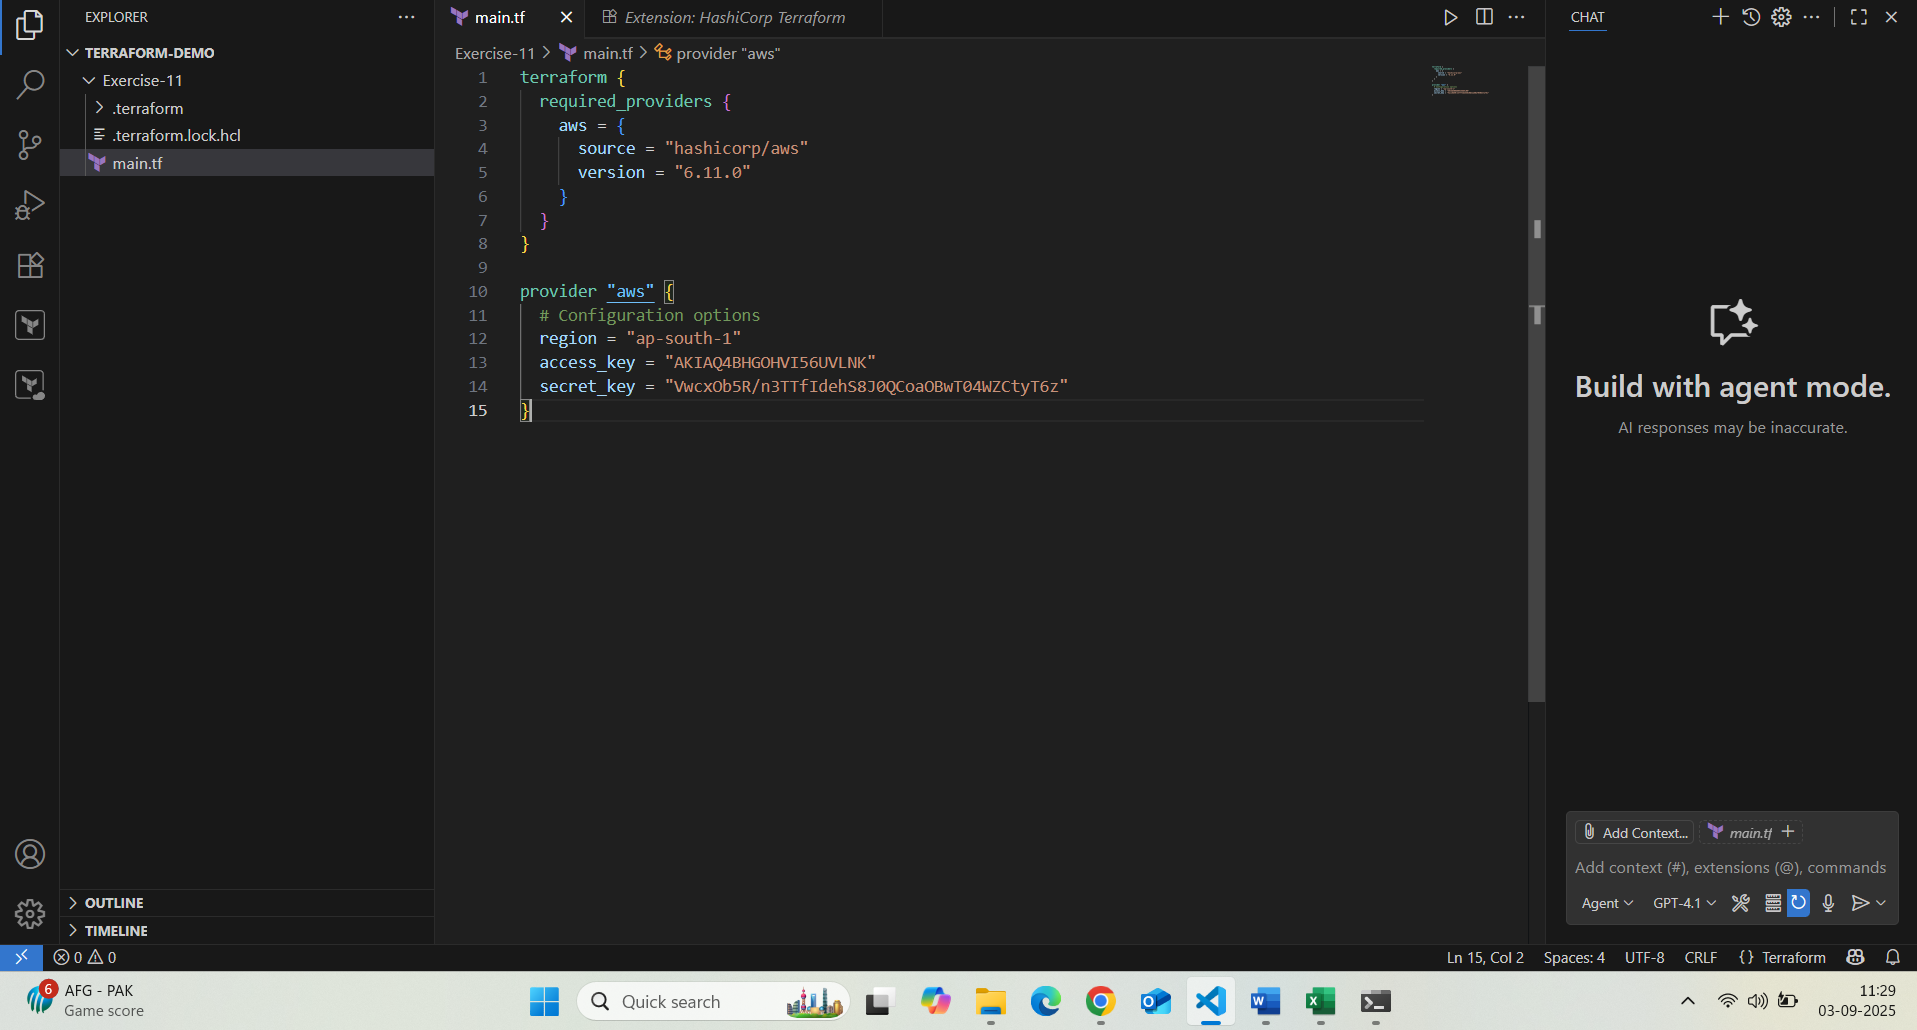 EXPLORER
TERRAFORM-DEMO
Exercise-11
.terraform
.terraform.lock.hcl
main.tf
OUTLINE
TIMELINE
main.tf
Extension: HashiCorp Terraform
Exercise-11 > main.tf > provider "aws"
1 terraform {
2 required_providers {
3 aws = {
4 source = "hashicorp/aws"
5 version = "6.11.0"
6 }
7 }
8 }
9
10 provider "aws" {
11 # Configuration options
12 region = "ap-south-1"
13 access_key = "[redacted credential]"
14 secret_key = "[redacted credential]"
15 }
CHAT
Build with agent mode.
AI responses may be inaccurate.
Add Context... main.tf
Add context (#), extensions (@), commands
Agent GPT-4.1
0 0
Ln 15, Col 2 Spaces: 4 UTF-8 CRLF {} Terraform
6
AFG - PAK
Game score
Quick search
11:29
03-09-2025